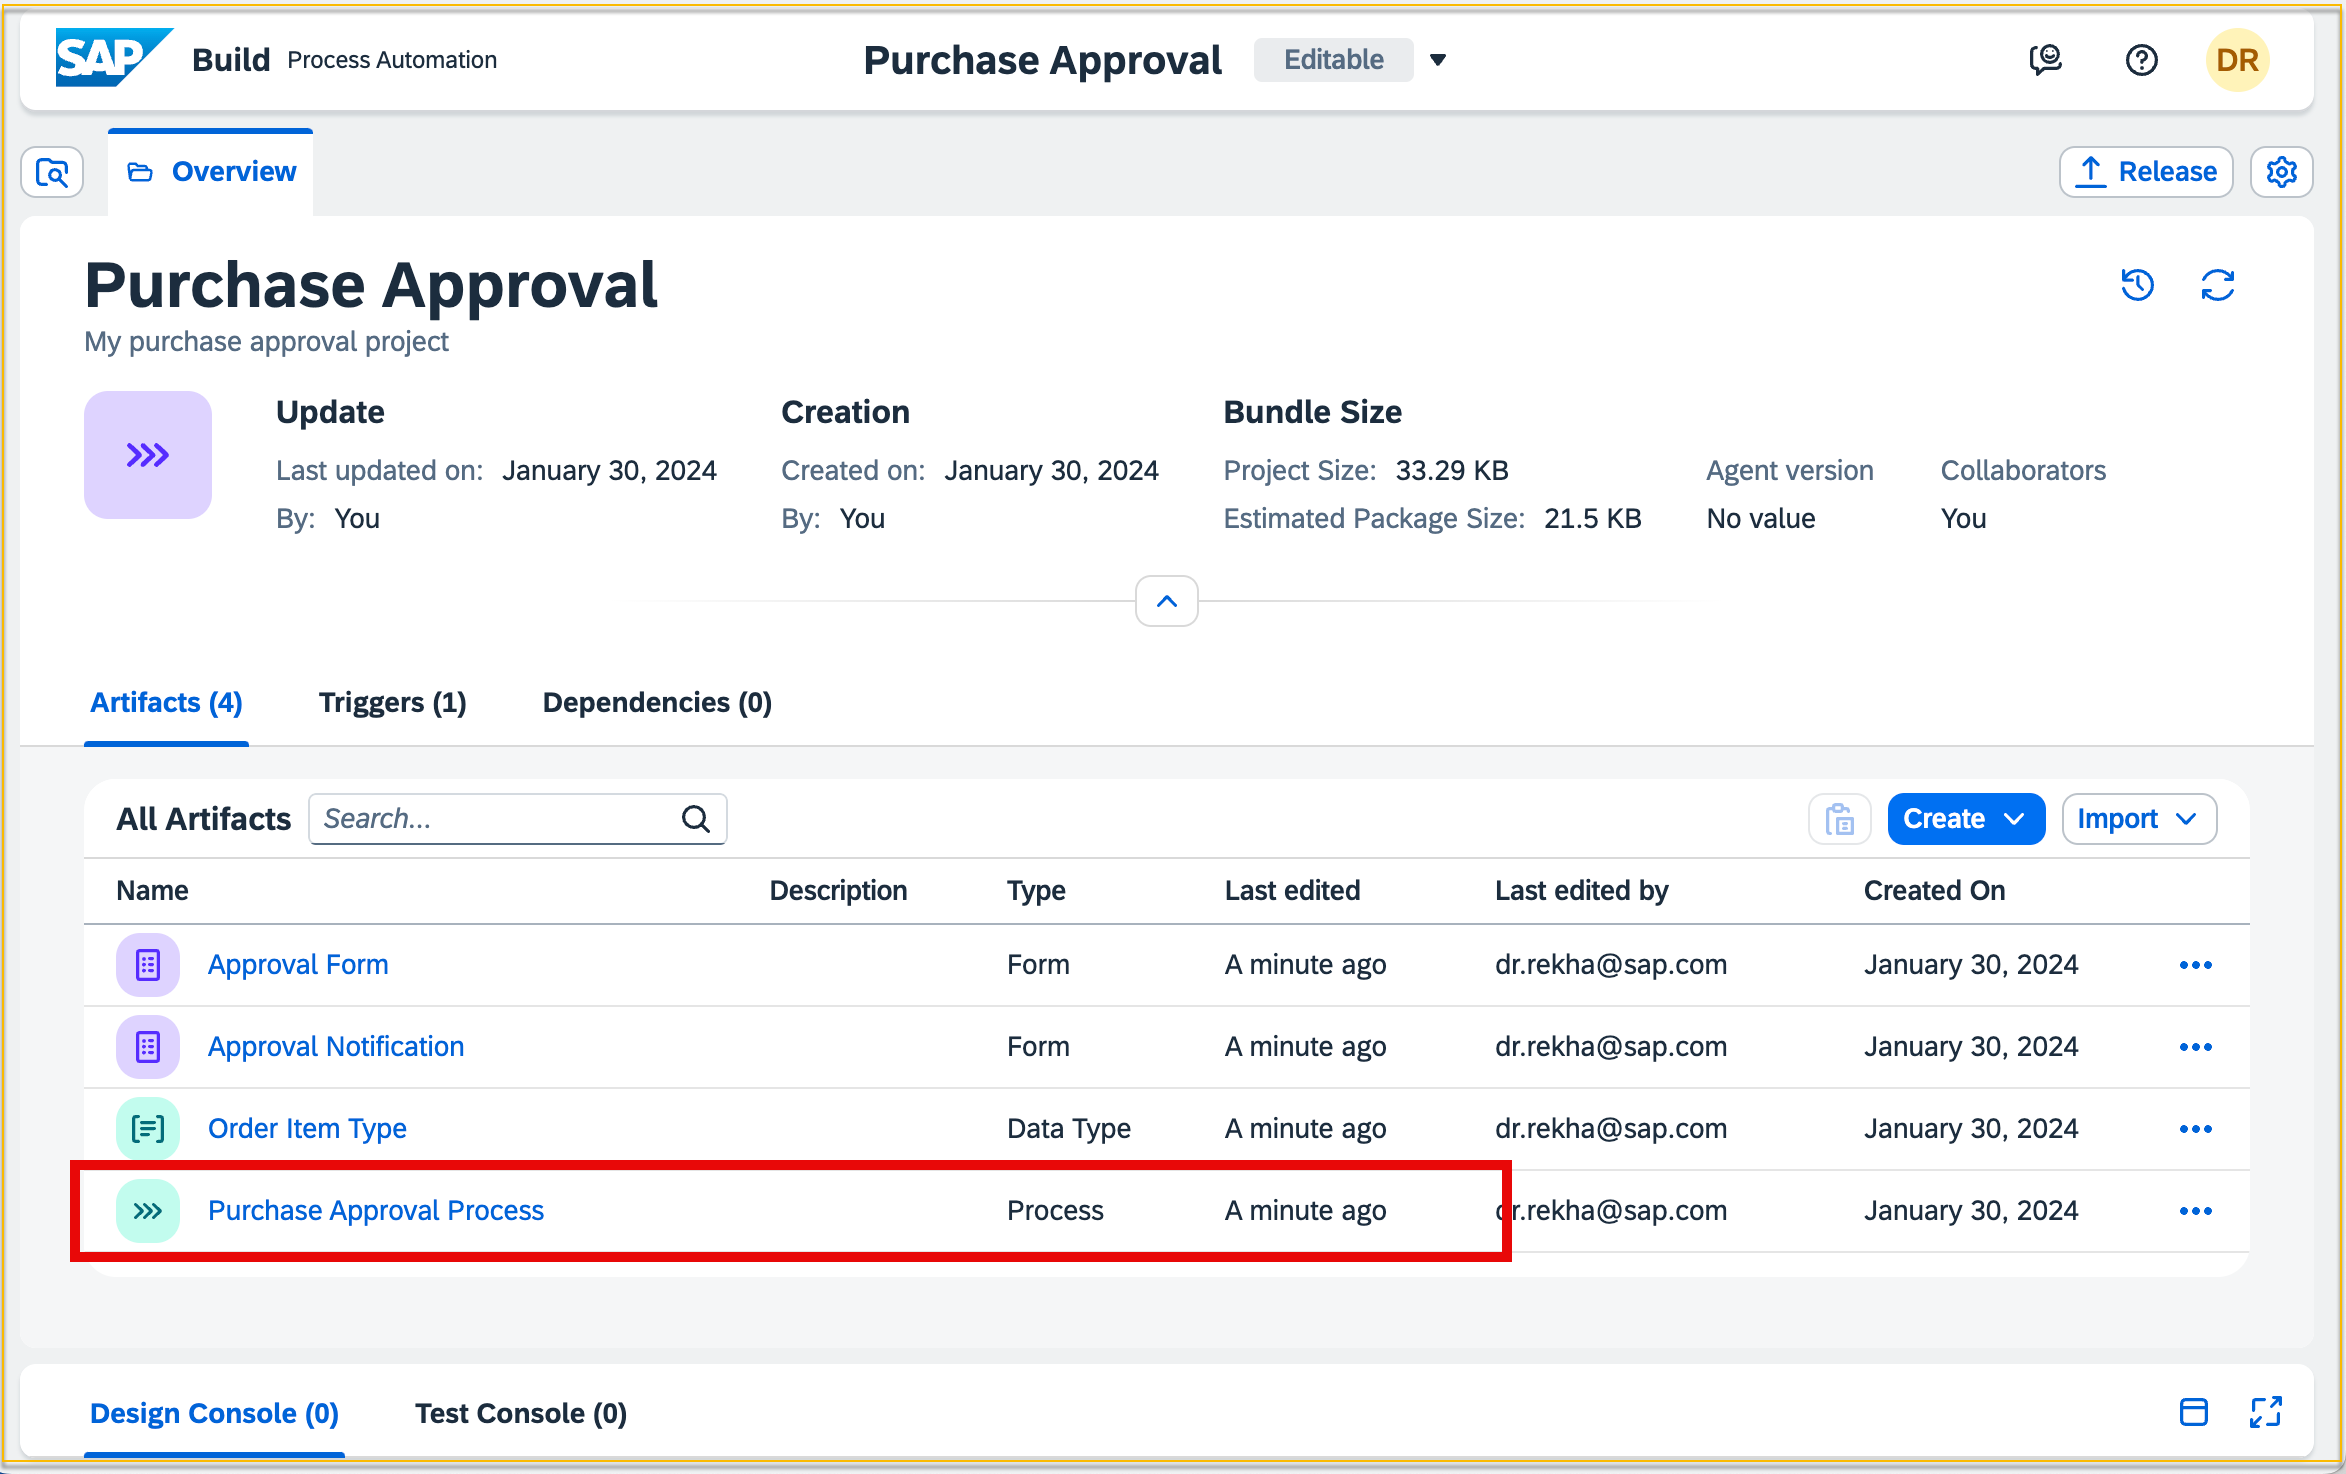 SAP Build Process Automation Purchase Approval Editable DR
Overview Release
Purchase Approval
My purchase approval project
Update Creation Bundle Size
Last updated on: January 30, 2024 Created on: January 30, 2024 Project Size: 33.29 KB Agent version Collaborators
By: You By: You Estimated Package Size: 21.5 KB No value You
Artifacts (4) Triggers (1) Dependencies (0)
All Artifacts Search... Create Import
Name Description Type Last edited Last edited by Created On
Approval Form Form A minute ago dr.rekha@sap.com January 30, 2024
Approval Notification Form A minute ago dr.rekha@sap.com January 30, 2024
Order Item Type Data Type A minute ago dr.rekha@sap.com January 30, 2024
Purchase Approval Process Process A minute ago dr.rekha@sap.com January 30, 2024
Design Console (0) Test Console (0)